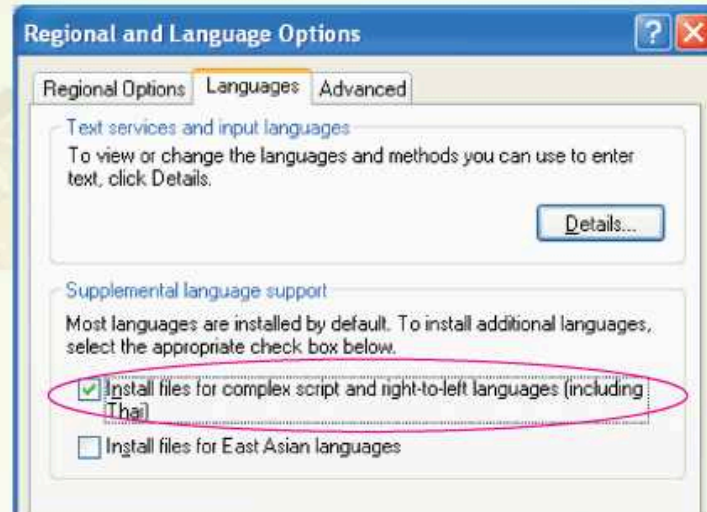 Regional and Language Options
Regional Options Languages Advanced
Text services and input languages
To view or change the languages and methods you can use to enter
text, click Details.
Details...
Supplemental language support
Most languages are installed by default. To install additional languages,
select the appropriate check box below.
Install files for complex script and right-to-left languages (including
Thai)
Install files for East Asian languages